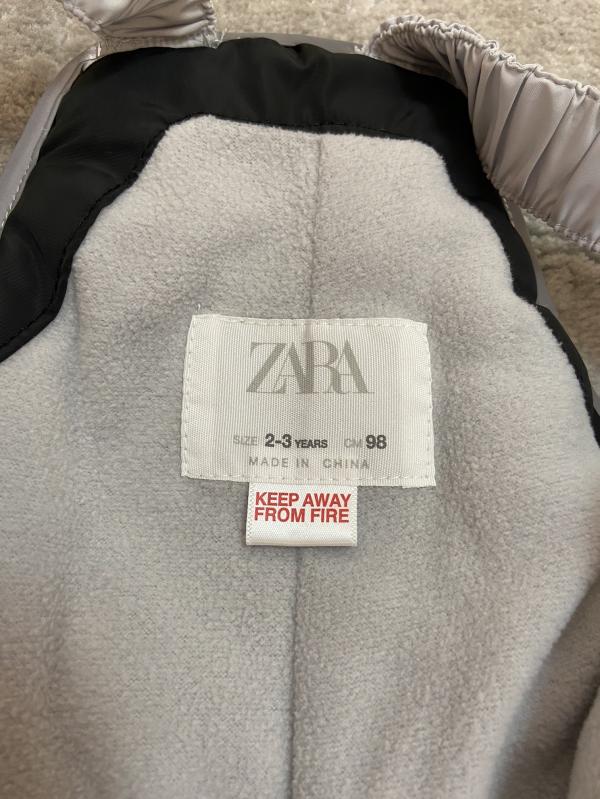 ZARA
SIZE 2-3 YEARS CM 98
MADE IN CHINA
KEEP AWAY
FROM FIRE